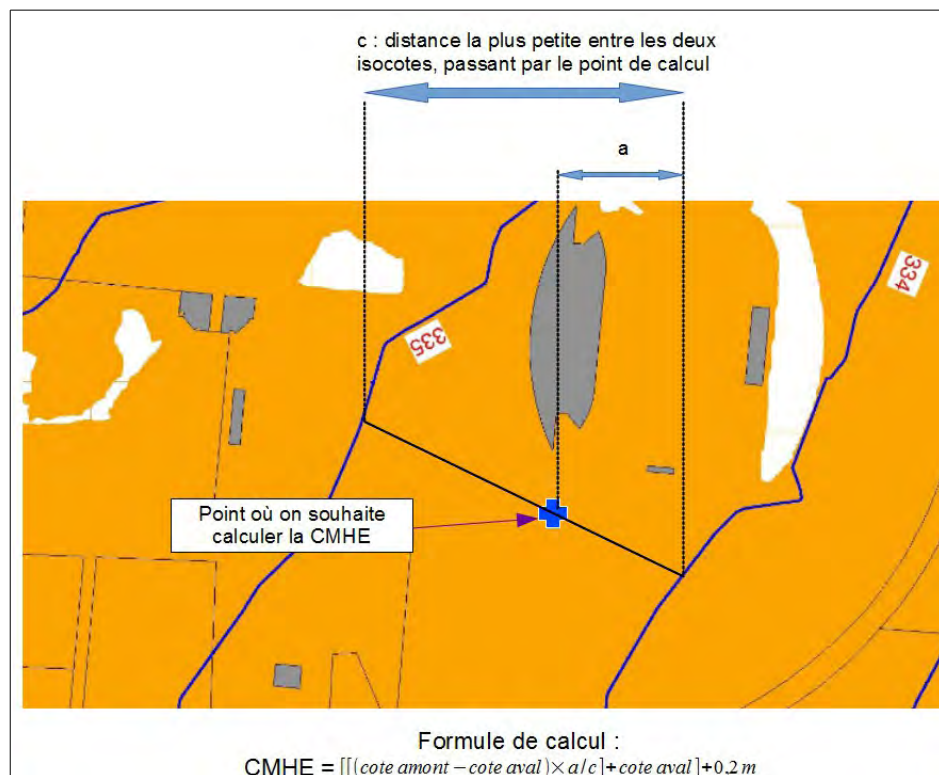 c : distance la plus petite entre les deux
isocotes, passant par le point de calcul
a
334
335
Point où on souhaite
calculer la CMHE
Formule de calcul :
CMHE = [[(cote amont − cote aval)× a/c]+cote aval]+0,2 m